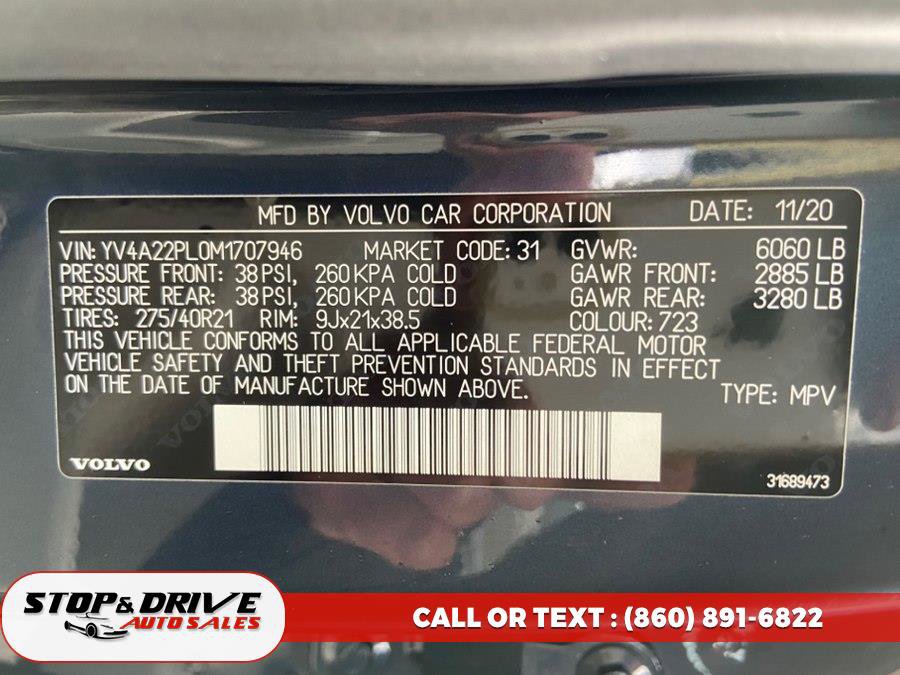 MFD BY VOLVO CAR CORPORATION DATE: 11/20
VIN: YV4A22PL0M1707946 MARKET CODE: 31 GVWR: 6060 LB
PRESSURE FRONT: 38 PSI, 260 KPA COLD GAWR FRONT: 2885 LB
PRESSURE REAR: 38 PSI, 260 KPA COLD GAWR REAR: 3280 LB
TIRES: 275/40R21 RIM: 9Jx21x38.5 COLOUR: 723
THIS VEHICLE CONFORMS TO ALL APPLICABLE FEDERAL MOTOR
VEHICLE SAFETY AND THEFT PREVENTION STANDARDS IN EFFECT
ON THE DATE OF MANUFACTURE SHOWN ABOVE. TYPE: MPV
VOLVO 31689473
STOP & DRIVE
AUTO SALES
CALL OR TEXT : (860) 891-6822